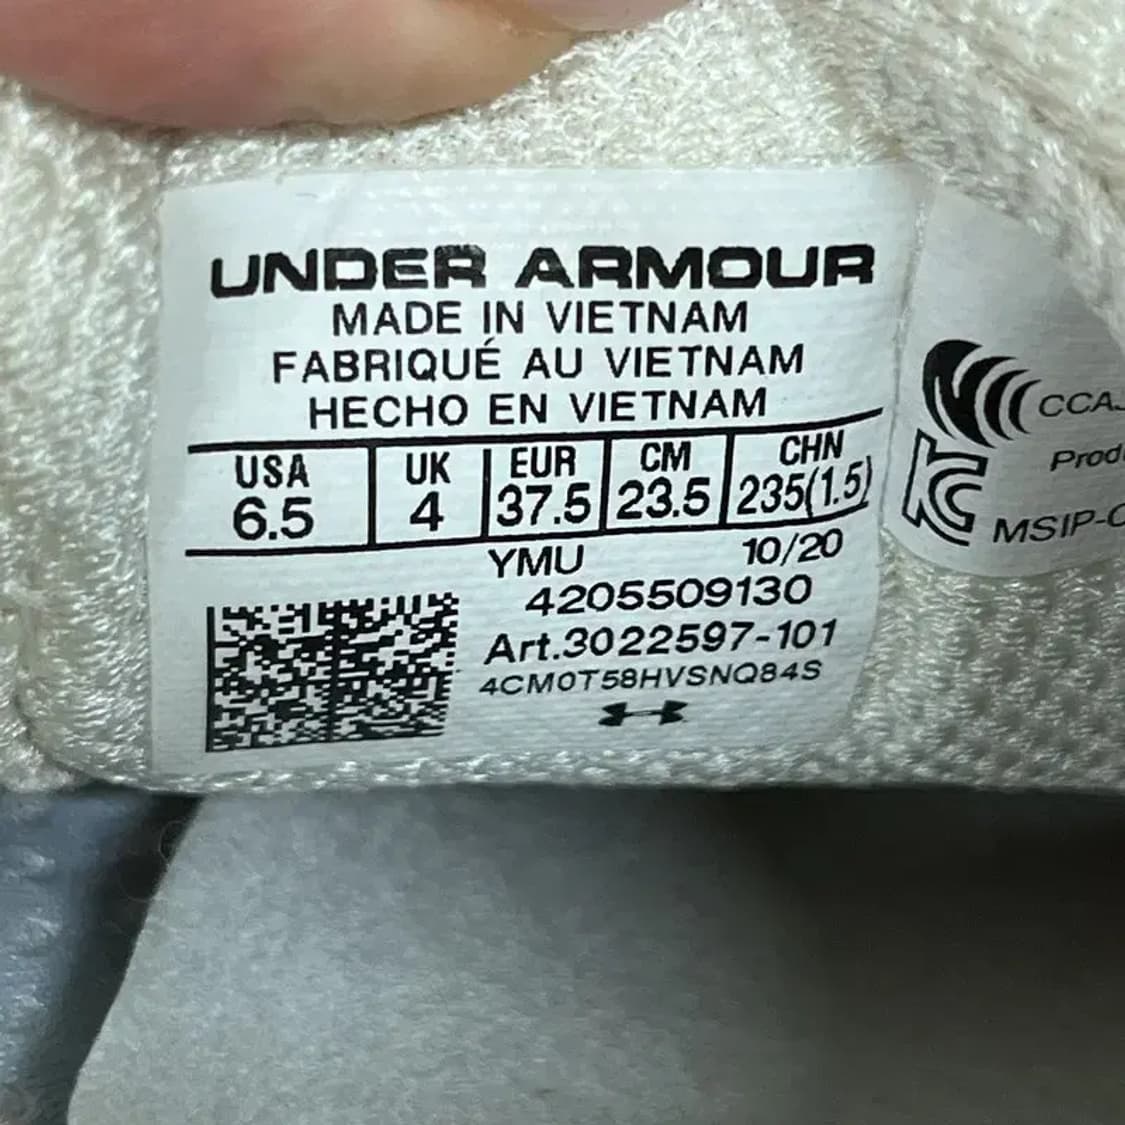 UNDER ARMOUR
MADE IN VIETNAM
FABRIQUÉ AU VIETNAM
HECHO EN VIETNAM
USA UK EUR CM CHN
6.5 4 37.5 23.5 235(1.5)
YMU 10/20
4205509130
Art.3022597-101
4CM0T58HVSNQ84S
CCAJ
Prod
MSIP-C